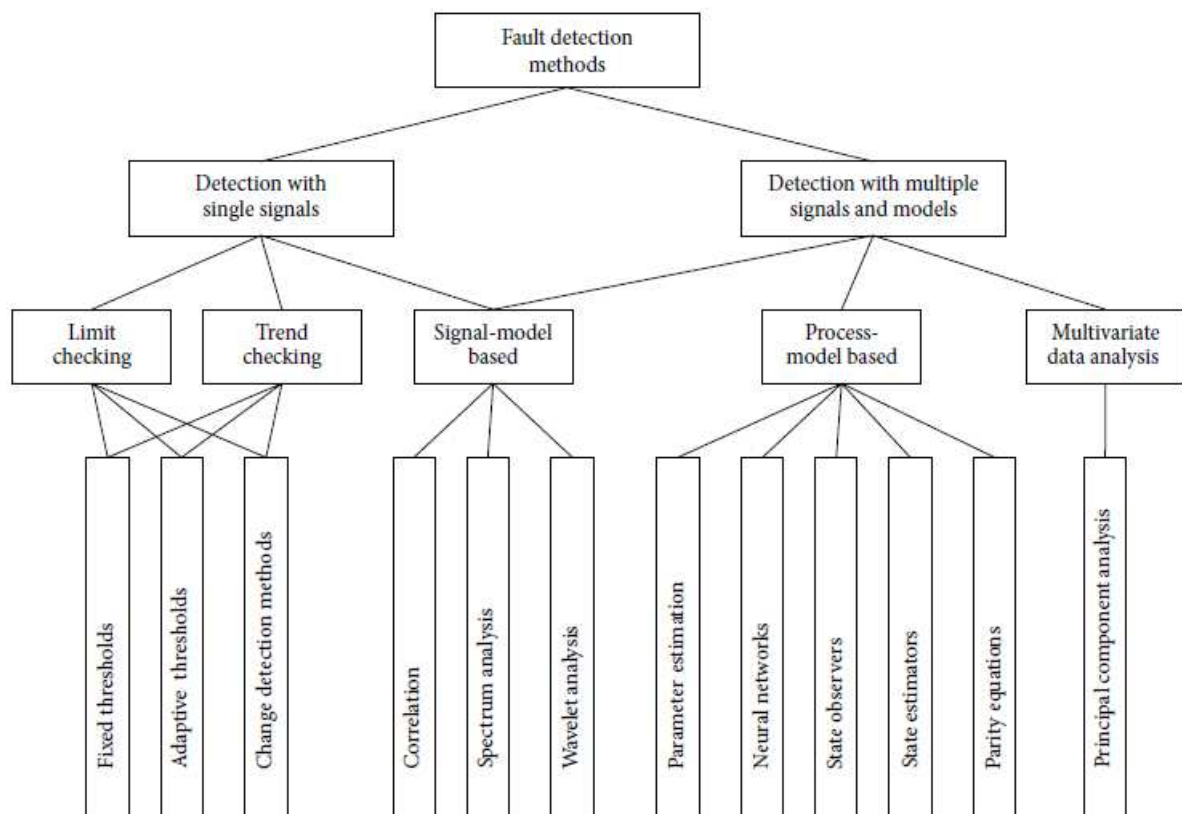 Fault detection
methods
Detection with
single signals
Detection with multiple
signals and models
Limit
checking
Trend
checking
Signal-model
based
Process-
model based
Multivariate
data analysis
Fixed thresholds
Adaptive thresholds
Change detection methods
Correlation
Spectrum analysis
Wavelet analysis
Parameter estimation
Neural networks
State observers
State estimators
Parity equations
Principal component analysis